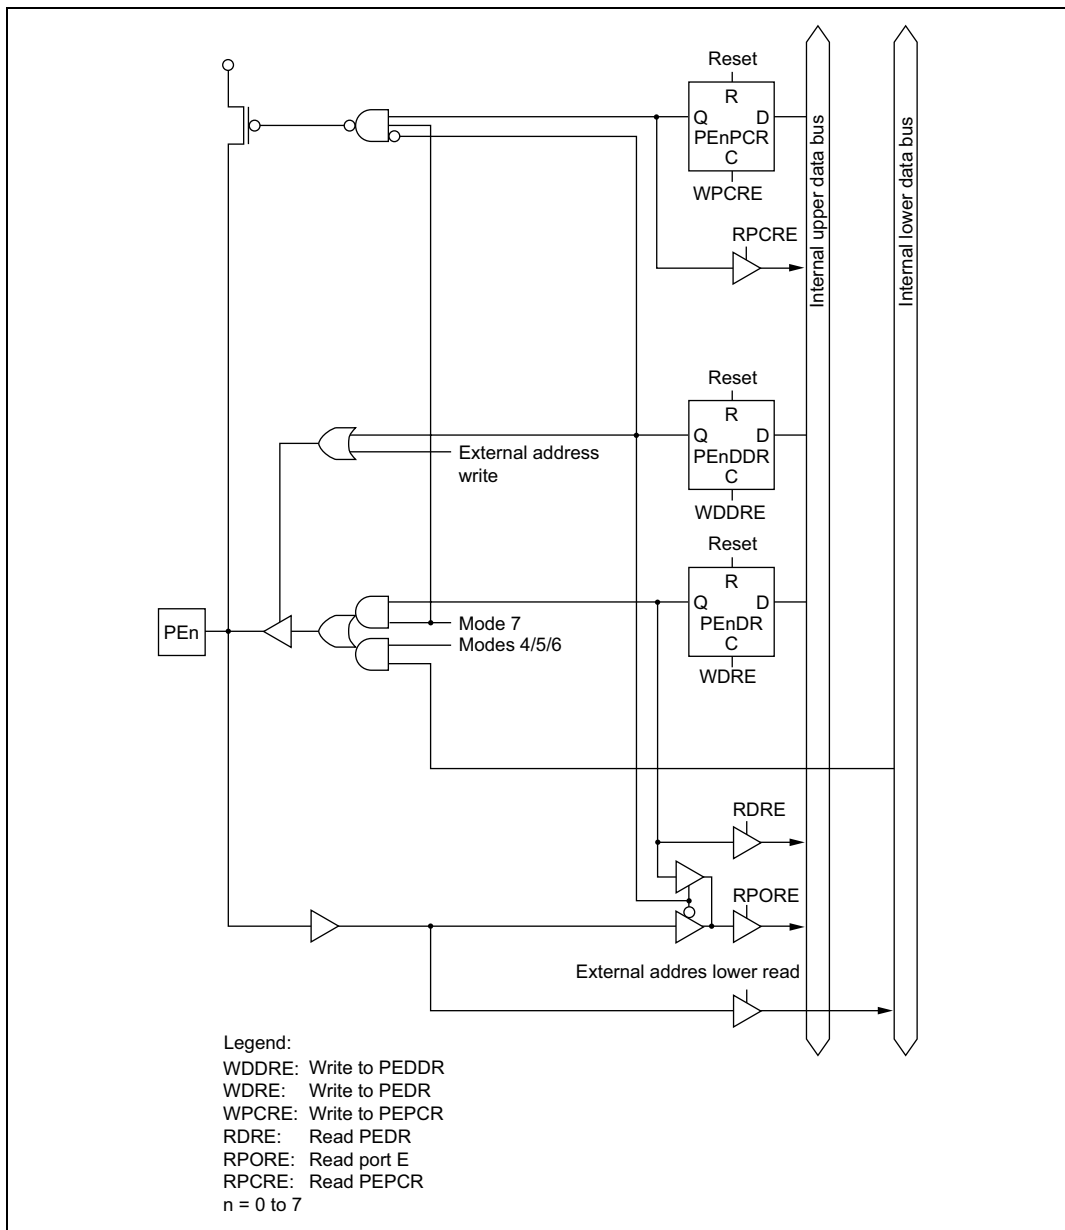 Reset
R
Q D
PEnPCR
C
WPCRE
RPCRE
Internal upper data bus
Internal lower data bus
Reset
R
Q D
PEnDDR
C
WDDRE
External address
write
Reset
R
Q D
PEnDR
C
WDRE
PEn
Mode 7
Modes 4/5/6
RDRE
RPORE
External addres lower read
Legend:
WDDRE: Write to PEDDR
WDRE: Write to PEDR
WPCRE: Write to PEPCR
RDRE: Read PEDR
RPORE: Read port E
RPCRE: Read PEPCR
n = 0 to 7